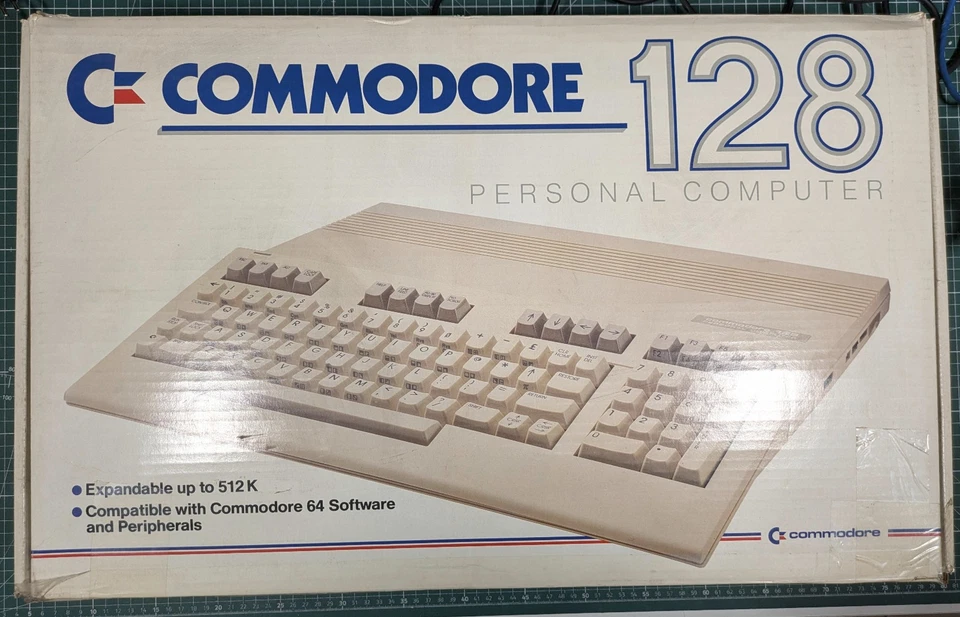 COMMODORE 128
PERSONAL COMPUTER
Expandable up to 512 K
Compatible with Commodore 64 Software
and Peripherals
commodore